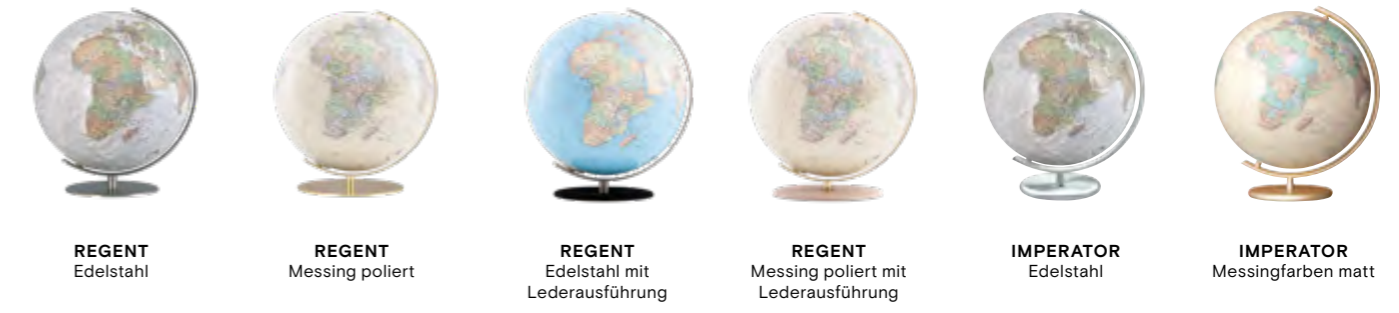 REGENT
Edelstahl
REGENT
Messing poliert
REGENT
Edelstahl mit
Lederausführung
REGENT
Messing poliert mit
Lederausführung
IMPERATOR
Edelstahl
IMPERATOR
Messingfarben matt